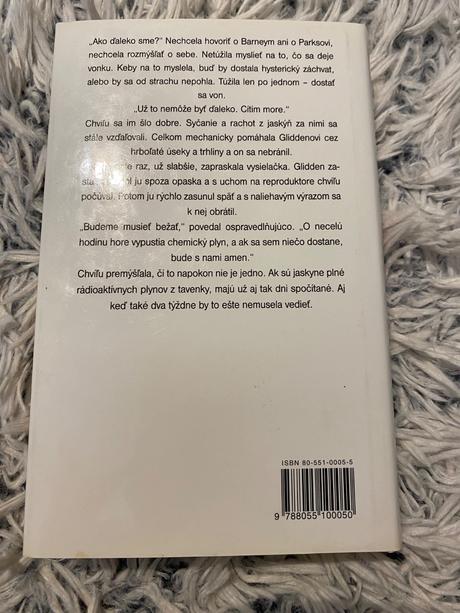 „Ako ďaleko sme?" Nechcela hovoriť o Barneym ani o Parksovi,
nechcela rozmýšľať o sebe. Netúžila myslieť na to, čo sa deje
vonku. Keby na to myslela, buď by dostala hysterický záchvat,
alebo by sa od strachu nepohla. Túžila len po jednom – dostať
sa von.
„Už to nemôže byť ďaleko. Cítim more."
Chvíľu sa im šlo dobre. Syčanie a rachot z jaskýň za nimi sa
stále vzďaľovali. Celkom mechanicky pomáhala Gliddenovi cez
hrboľaté úseky a trhliny a on sa nebránil.
raz, už slabšie, zapraskala vysielačka. Glidden za-
ju spoza opaska a s uchom na reproduktore chvíľu
počúval. Potom ju rýchlo zasunul späť a s naliehavým výrazom sa
k nej obrátil.
„Budeme musieť bežať," povedal ospravedlňujúco. „O necelú
hodinu hore vypustia chemický plyn, a ak sa sem niečo dostane,
bude s nami amen."
Chvíľu premýšľala, či to napokon nie je jedno. Ak sú jaskyne plné
rádioaktívnych plynov z tavenky, majú už aj tak dni spočítané. Aj
keď také dva týždne by to ešte nemusela vedieť.
ISBN 80-551-0005-5
9 788055 100050